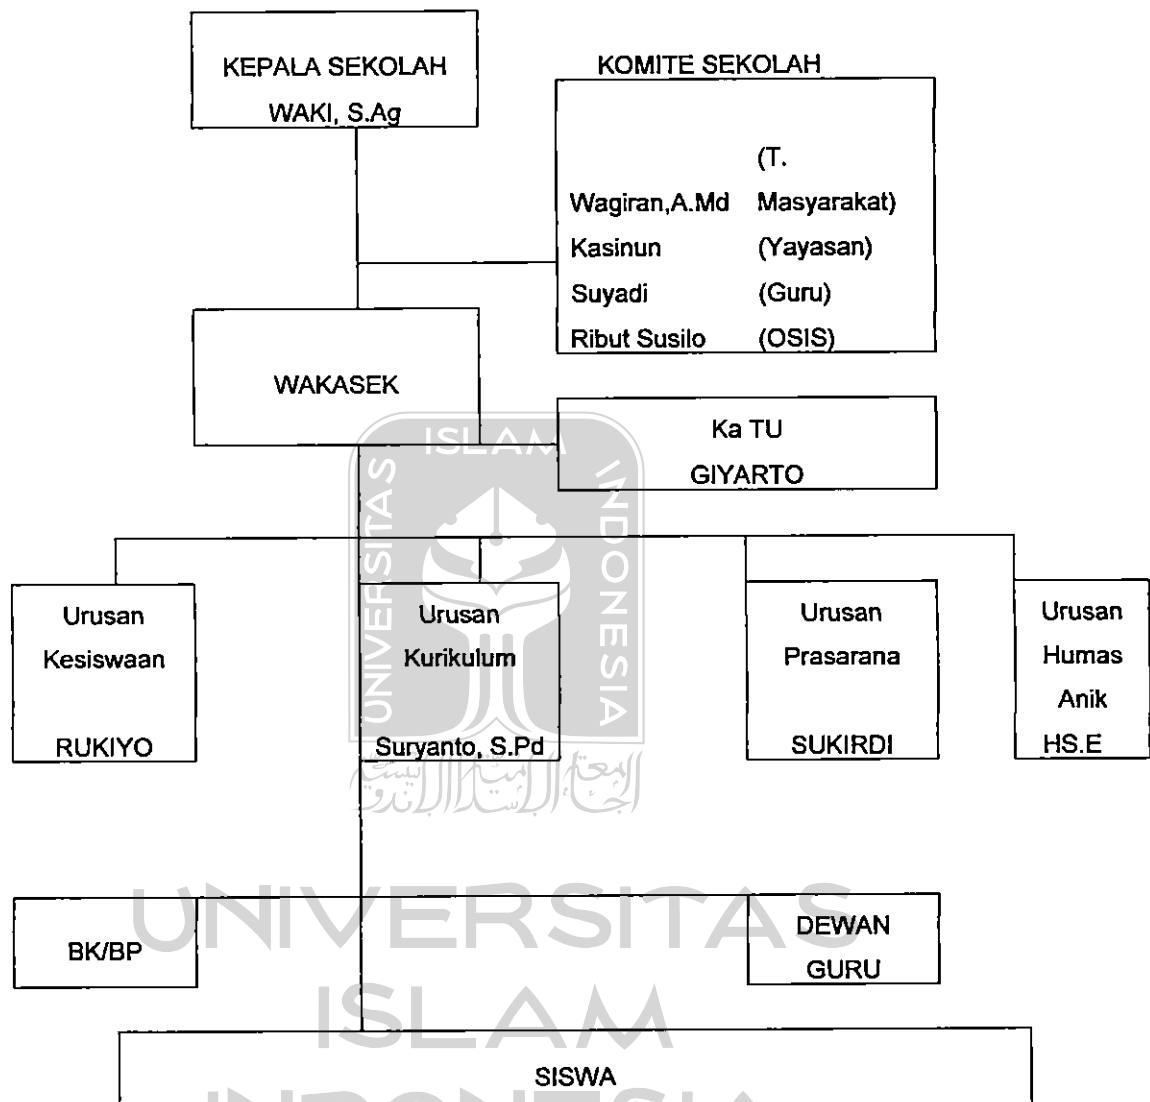 KEPALA SEKOLAH
WAKI, S.Ag
KOMITE SEKOLAH
(T.
Wagiran,A.Md Masyarakat)
Kasinun (Yayasan)
Suyadi (Guru)
Ribut Susilo (OSIS)
WAKASEK
Ka TU
GIYARTO
Urusan
Kesiswaan
RUKIYO
Urusan
Kurikulum
Suryanto, S.Pd
Urusan
Prasarana
SUKIRDI
Urusan
Humas
Anik
HS.E
BK/BP
DEWAN
GURU
SISWA
UNIVERSITAS
ISLAM
INDONESIA
UNIVERSITAS
ISLAM
INDONESIA